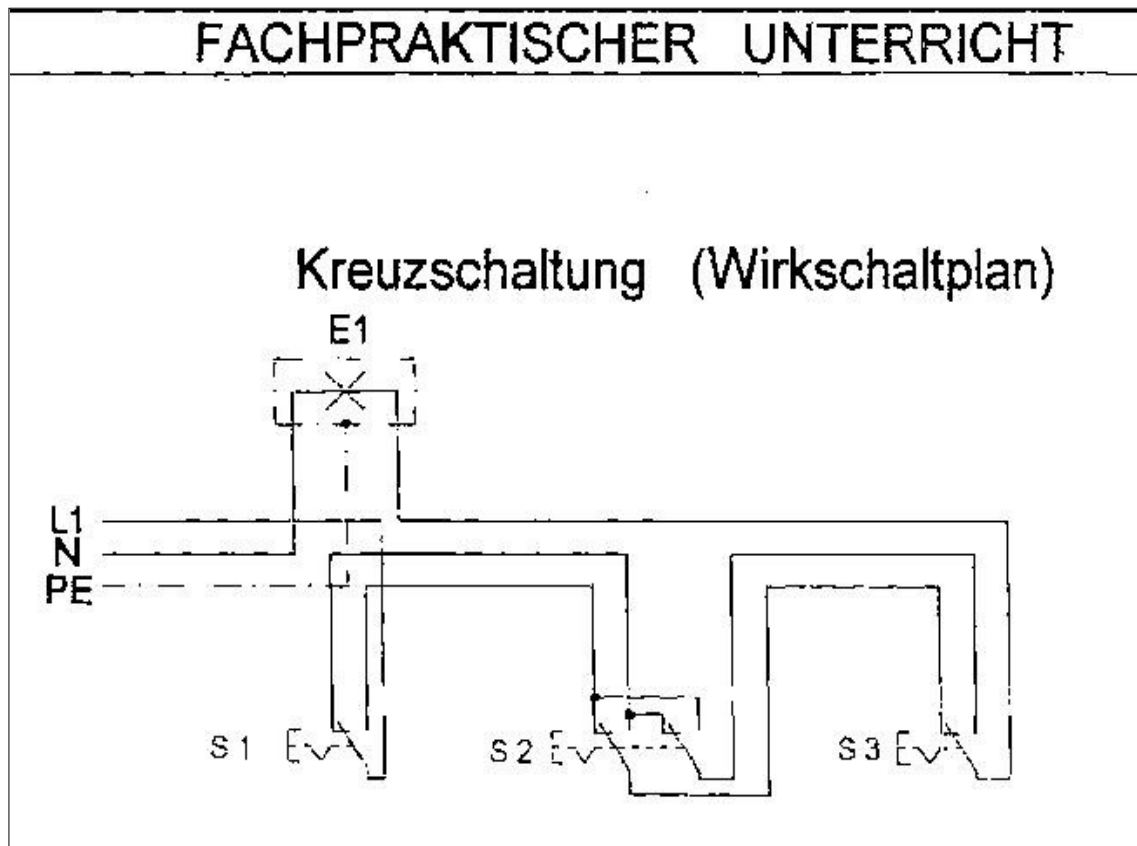 FACHPRAKTISCHER UNTERRICHT
Kreuzschaltung (Wirkschaltplan)
E1
L1
N
PE
S1
S2
S3